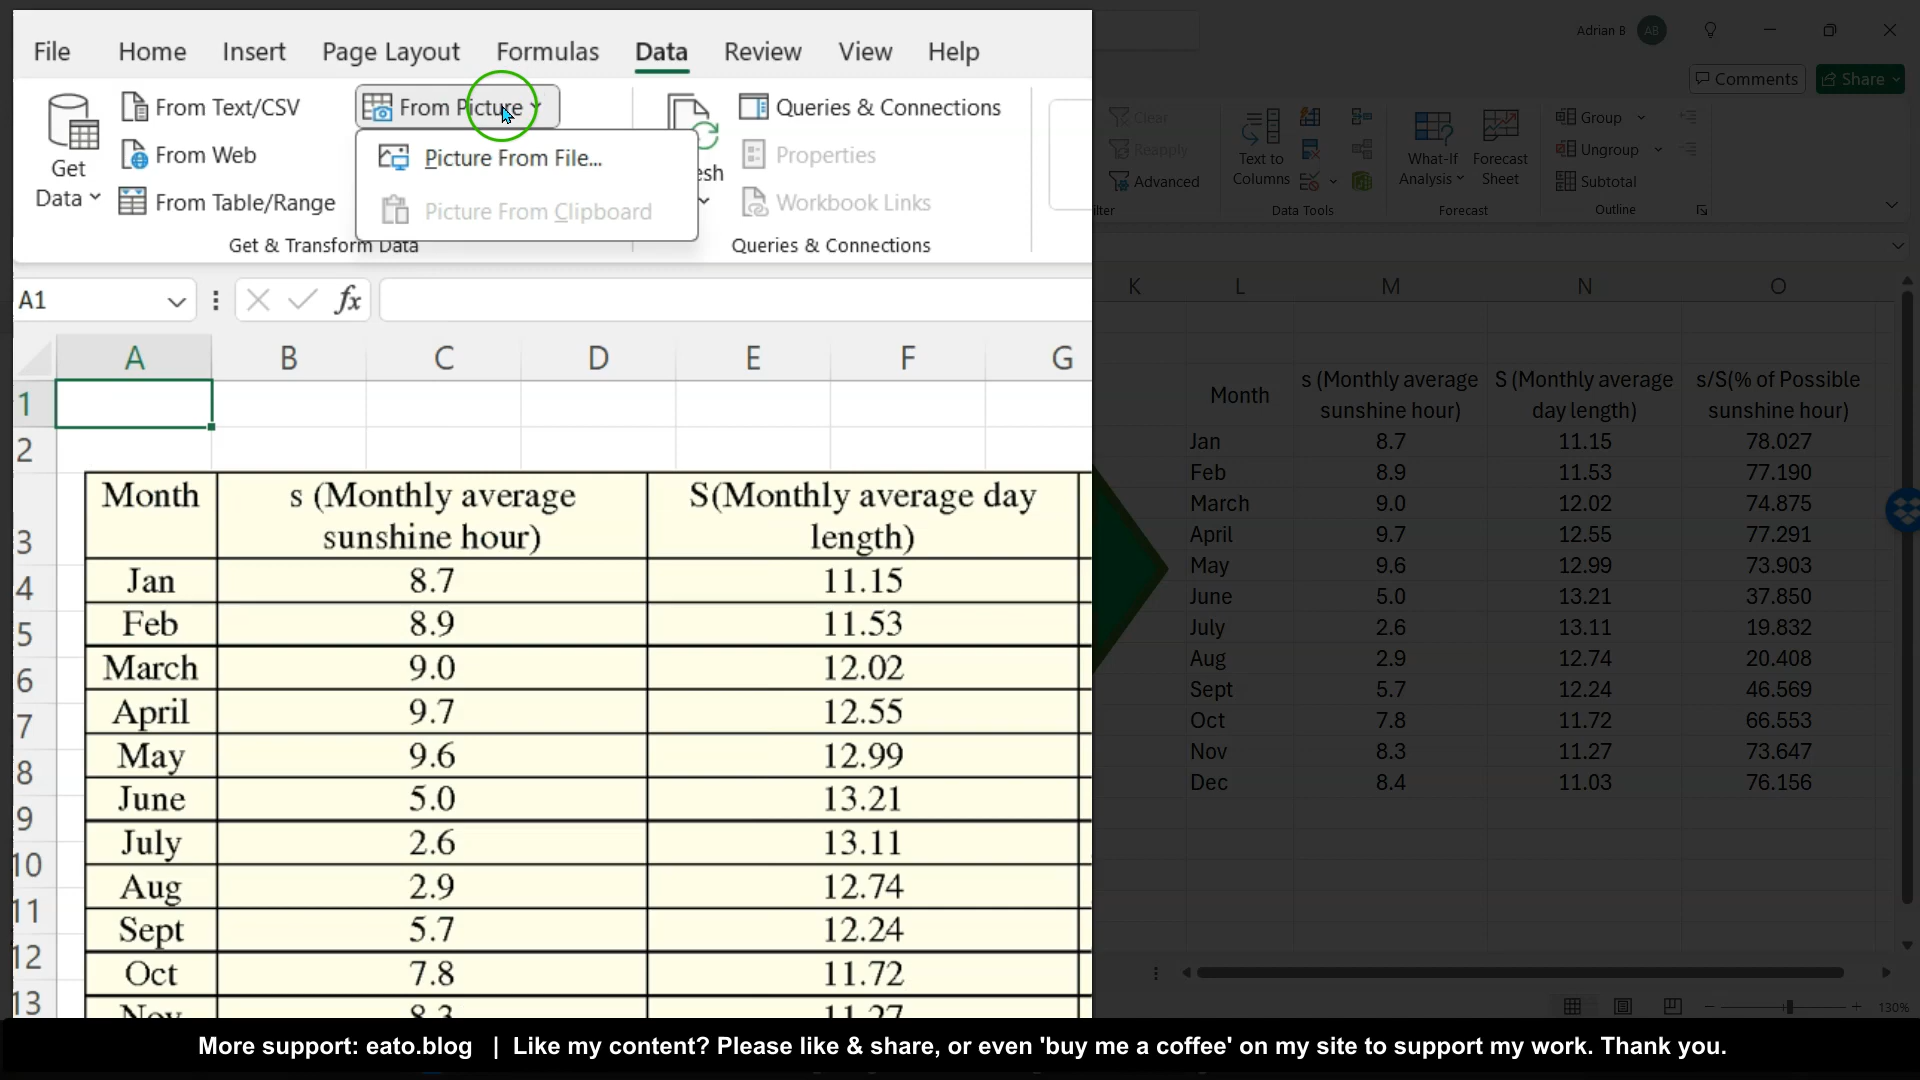 File Home Insert Page Layout Formulas Data Review View Help
Adrian B AB
Comments Share
Get Data
From Text/CSV
From Web
From Table/Range
From Picture
Picture From File...
Picture From Clipboard
Get & Transform Data
esh
Queries & Connections
Properties
Workbook Links
Queries & Connections
Clear
Reapply
Advanced
ilter
Text to
Columns
Data Tools
What-If
Analysis
Forecast
Sheet
Forecast
Group
Ungroup
Subtotal
Outline
A1 fx
A B C D E F G
1
2
3
4
5
6
7
8
9
10
11
12
13
Month s (Monthly average sunshine hour) S(Monthly average day length)
Jan 8.7 11.15
Feb 8.9 11.53
March 9.0 12.02
April 9.7 12.55
May 9.6 12.99
June 5.0 13.21
July 2.6 13.11
Aug 2.9 12.74
Sept 5.7 12.24
Oct 7.8 11.72
Nov 8.3 11.27
K L M N O
Month s (Monthly average sunshine hour) S (Monthly average day length) s/S(% of Possible sunshine hour)
Jan 8.7 11.15 78.027
Feb 8.9 11.53 77.190
March 9.0 12.02 74.875
April 9.7 12.55 77.291
May 9.6 12.99 73.903
June 5.0 13.21 37.850
July 2.6 13.11 19.832
Aug 2.9 12.74 20.408
Sept 5.7 12.24 46.569
Oct 7.8 11.72 66.553
Nov 8.3 11.27 73.647
Dec 8.4 11.03 76.156
130%
More support: eato.blog | Like my content? Please like & share, or even 'buy me a coffee' on my site to support my work. Thank you.